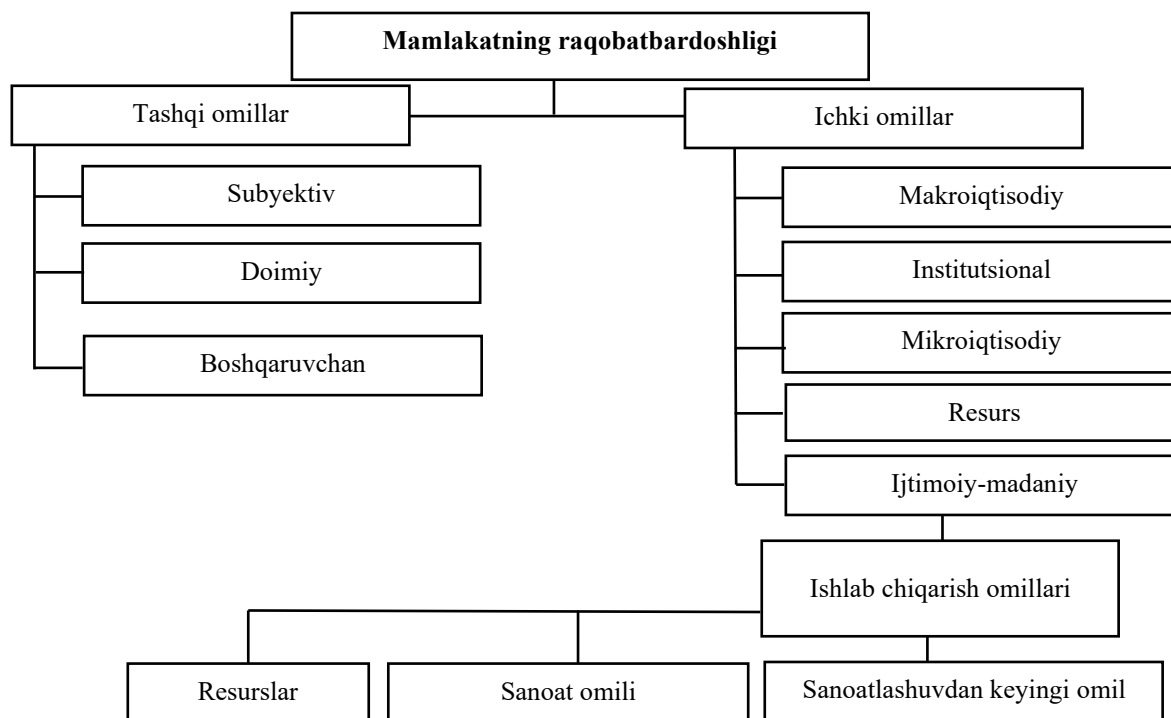 Mamlakatning raqobatbardoshligi
Tashqi omillar
Ichki omillar
Subyektiv
Doimiy
Boshqaruvchan
Makroiqtisodiy
Institutsional
Mikroiqtisodiy
Resurs
Ijtimoiy-madaniy
Ishlab chiqarish omillari
Resurslar
Sanoat omili
Sanoatlashuvdan keyingi omil